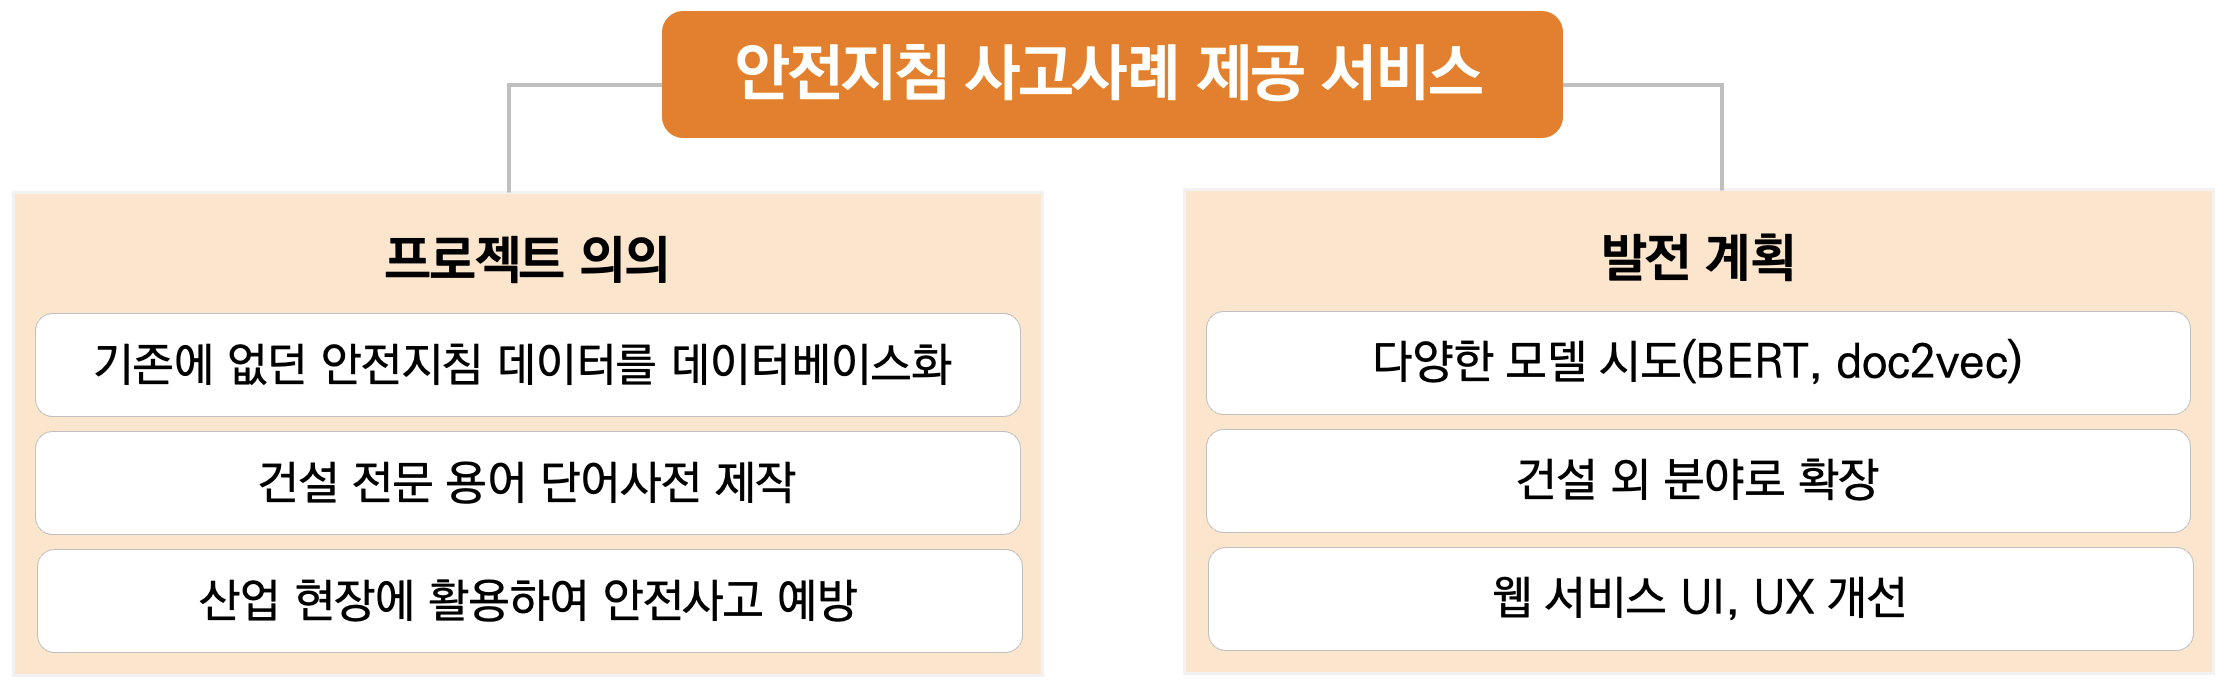 안전지침 사고사례 제공 서비스
프로젝트 의의
기존에 없던 안전지침 데이터를 데이터베이스화
건설 전문 용어 단어사전 제작
산업 현장에 활용하여 안전사고 예방
발전 계획
다양한 모델 시도(BERT, doc2vec)
건설 외 분야로 확장
웹 서비스 UI, UX 개선